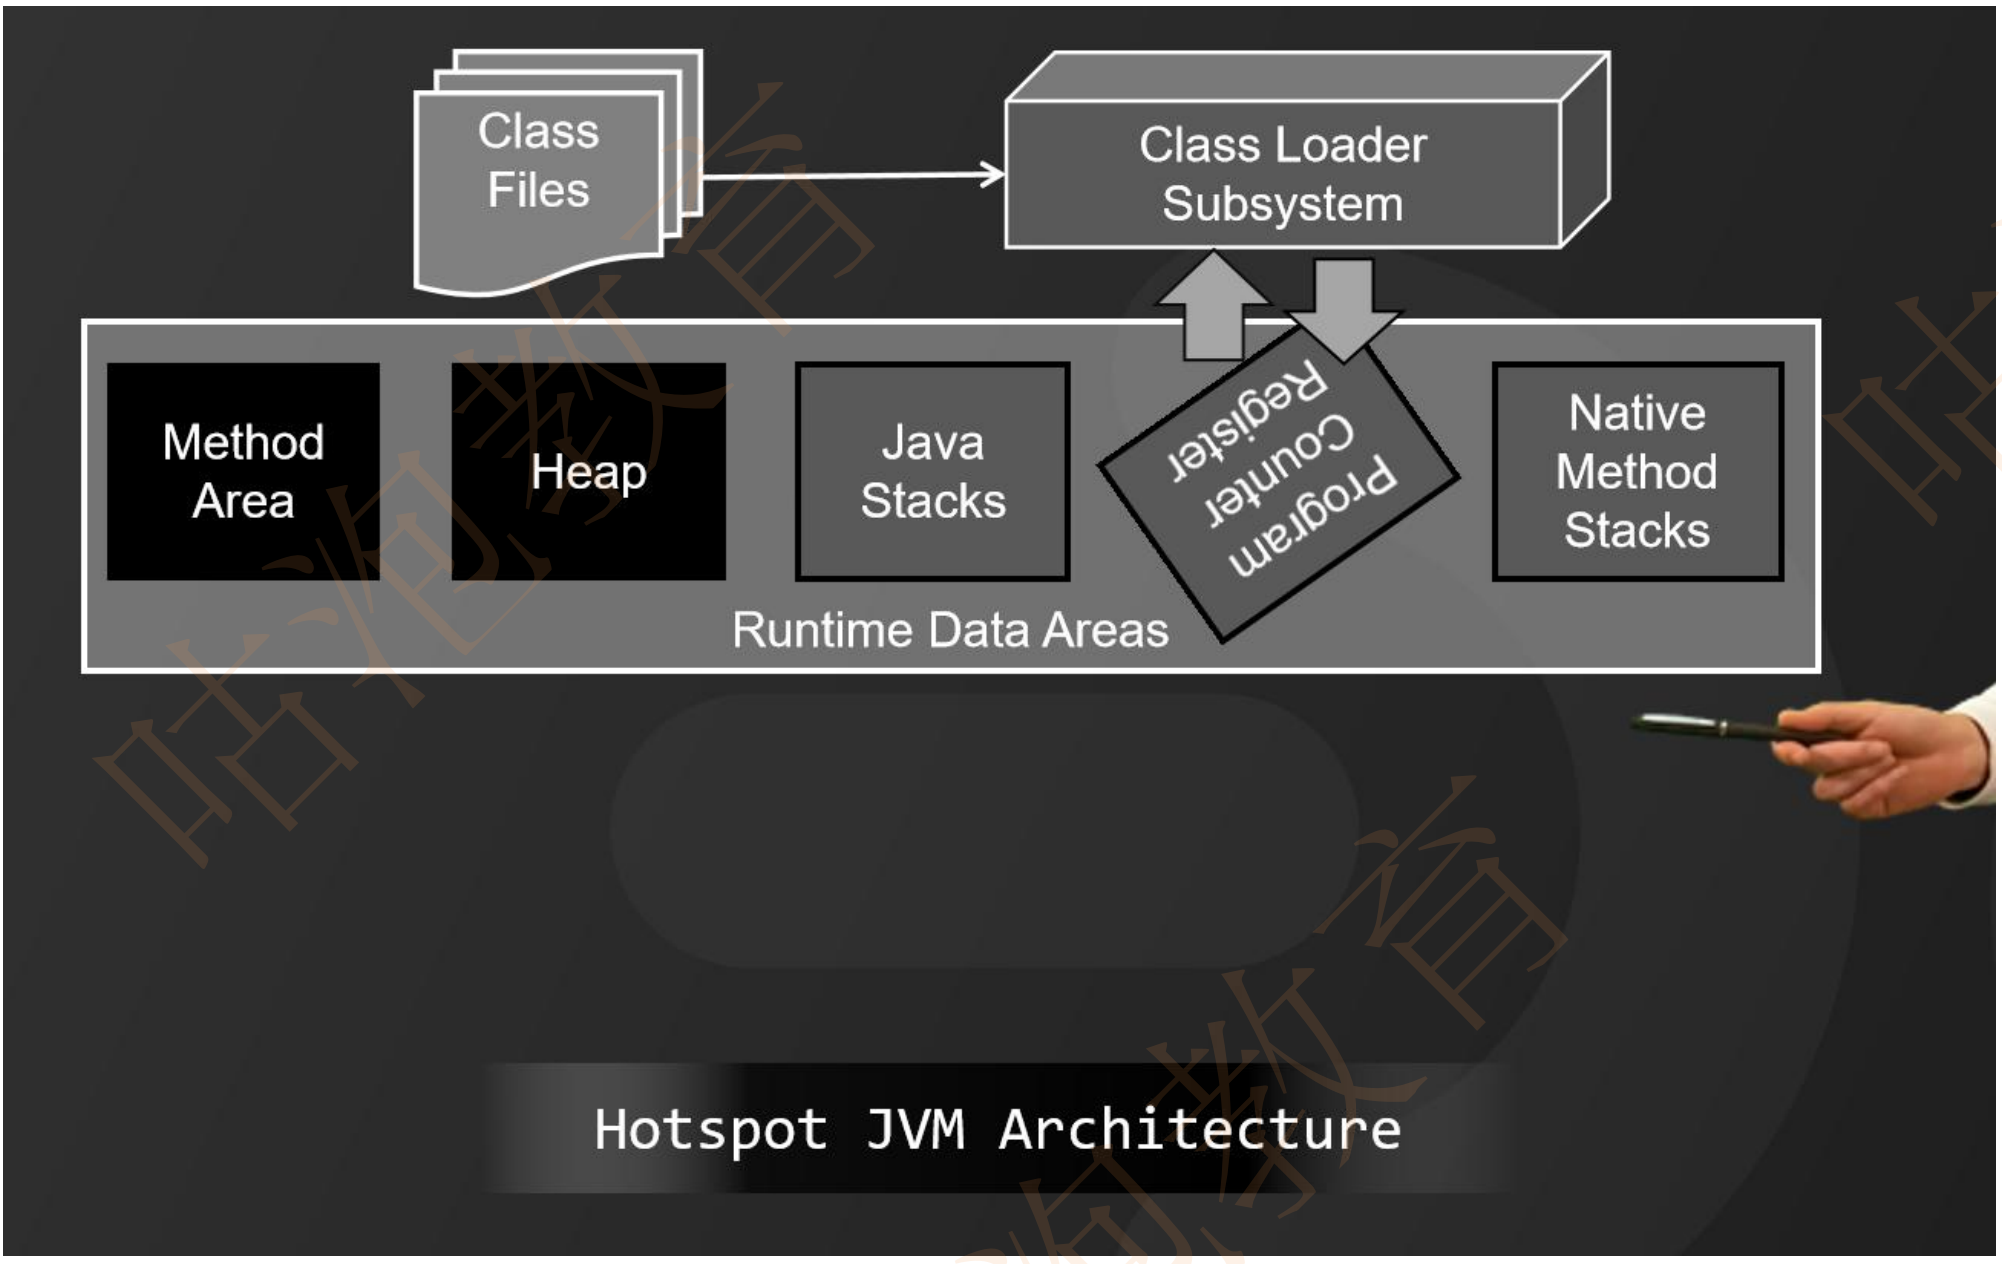 Class
Files
Class Loader
Subsystem
Method
Area
Heap
Java
Stacks
Program
Counter
Register
Native
Method
Stacks
Runtime Data Areas
Hotspot JVM Architecture
咕泡教育
咕
泡教育